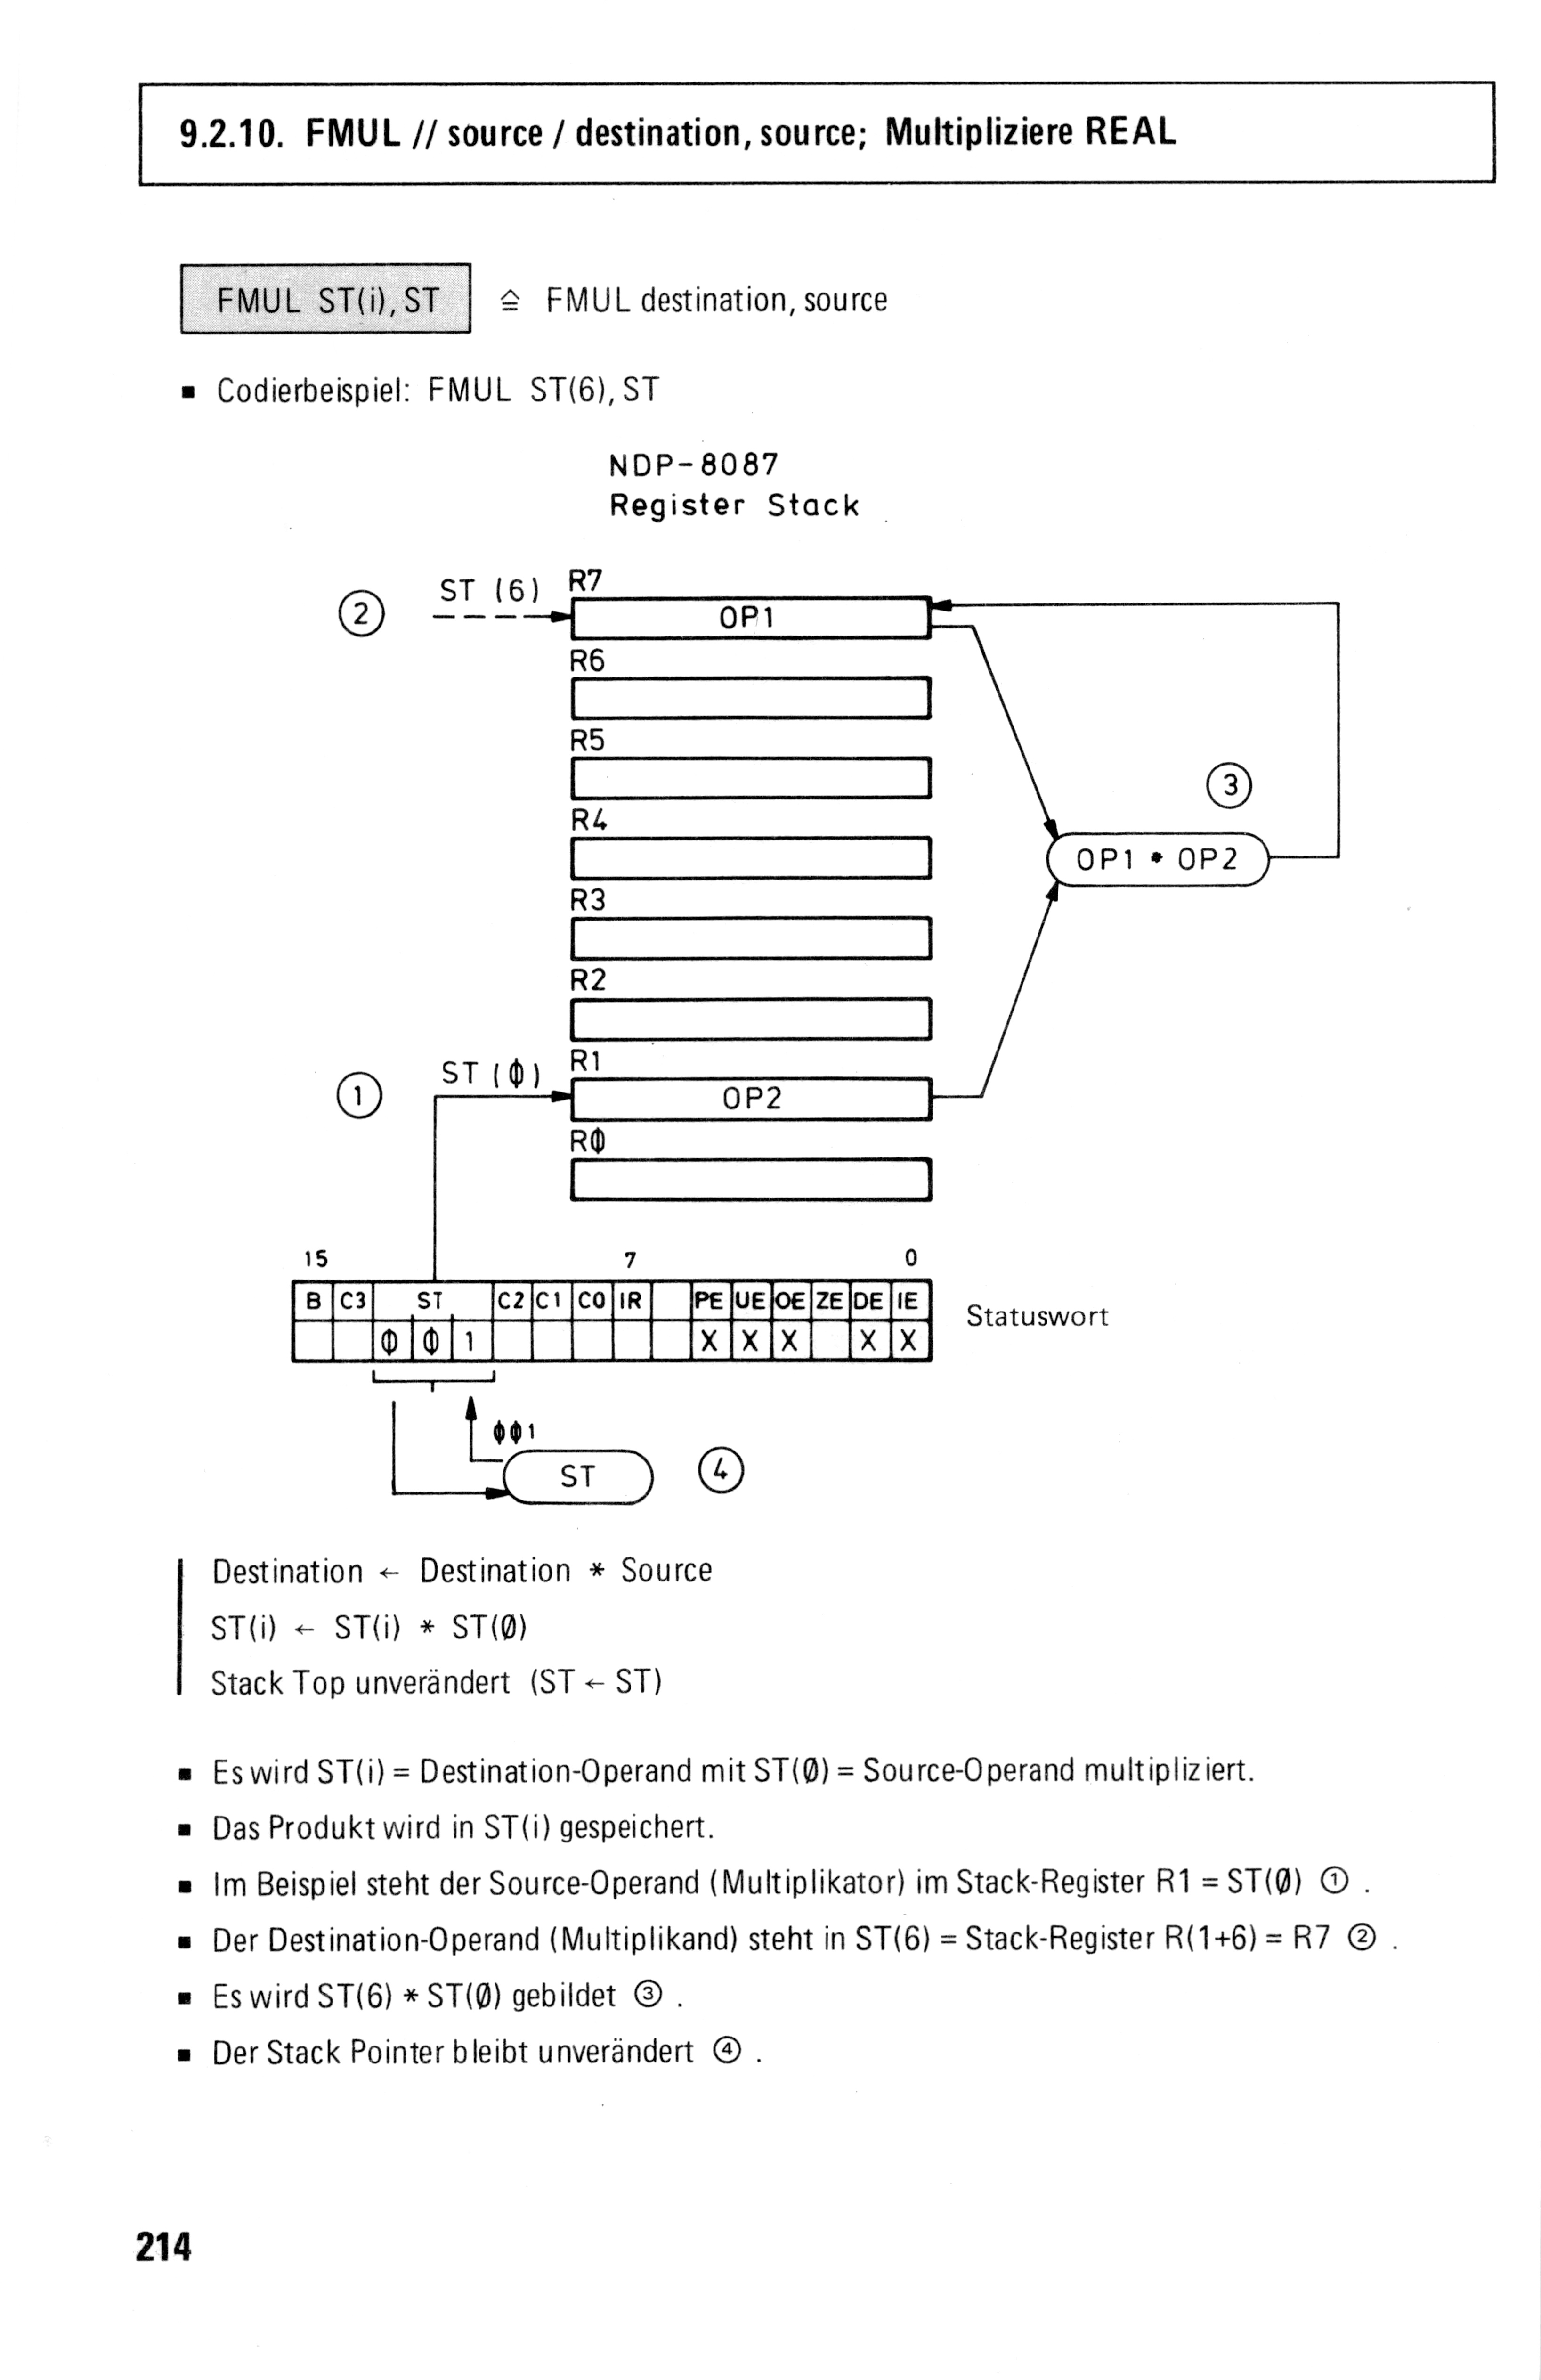 9.2.10. FMUL // source / destination, source; Multipliziere REAL
FMUL ST(i), ST ≙ FMUL destination, source
■ Codierbeispiel: FMUL ST(6), ST
NDP-8087
Register Stack
ST (6) R7
② OP1
R6
R5
③
R4
OP1 * OP2
R3
R2
ST (Φ) R1
① OP2
RΦ
15 7 0
B C3 ST C2 C1 C0 IR PE UE OE ZE DE IE
Statuswort
Φ Φ 1 X X X X X
ΦΦ1
ST ④
Destination ← Destination * Source
ST(i) ← ST(i) * ST(Ø)
Stack Top unverändert (ST ← ST)
■ Es wird ST(i) = Destination-Operand mit ST(Ø) = Source-Operand multipliziert.
■ Das Produkt wird in ST(i) gespeichert.
■ Im Beispiel steht der Source-Operand (Multiplikator) im Stack-Register R1 = ST(Ø) ① .
■ Der Destination-Operand (Multiplikand) steht in ST(6) = Stack-Register R(1+6) = R7 ② .
■ Es wird ST(6) * ST(Ø) gebildet ③ .
■ Der Stack Pointer bleibt unverändert ④ .
214